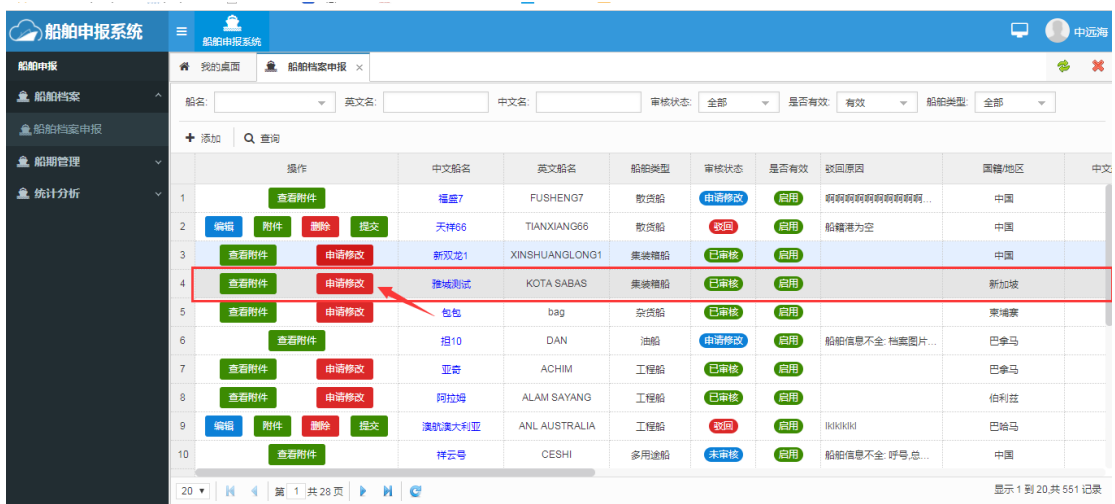 船舶申报系统
船舶申报系统
中远海
船舶申报
我的桌面 船舶档案申报 ×
船舶档案
船舶档案申报
船期管理
统计分析
船名: 英文名: 中文名: 审核状态: 全部 是否有效: 有效 船舶类型: 全部
添加 查询
操作 中文船名 英文船名 船舶类型 审核状态 是否有效 驳回原因 国籍/地区
1 查看附件 福盛7 FUSHENG7 散货船 申请修改 启用 啊啊啊啊啊啊啊啊啊... 中国
2 编辑 附件 删除 提交 天祥66 TIANXIANG66 散货船 驳回 启用 船籍港为空 中国
3 查看附件 申请修改 新双龙1 XINSHUANGLONG1 集装箱船 已审核 启用 中国
4 查看附件 申请修改 雅城测试 KOTA SABAS 集装箱船 已审核 启用 新加坡
5 查看附件 申请修改 包包 bag 杂货船 已审核 启用 柬埔寨
6 查看附件 担10 DAN 油船 申请修改 启用 船舶信息不全: 档案图片... 巴拿马
7 查看附件 申请修改 亚奇 ACHIM 工程船 已审核 启用 巴拿马
8 查看附件 申请修改 阿拉姆 ALAM SAYANG 工程船 已审核 启用 伯利兹
9 编辑 附件 删除 提交 澳航澳大利亚 ANL AUSTRALIA 工程船 驳回 启用 lklklklkl 巴哈马
10 查看附件 祥云号 CESHI 多用途船 未审核 启用 船舶信息不全: 呼号,总... 中国
20 第 1 共28页 显示1到20,共551记录